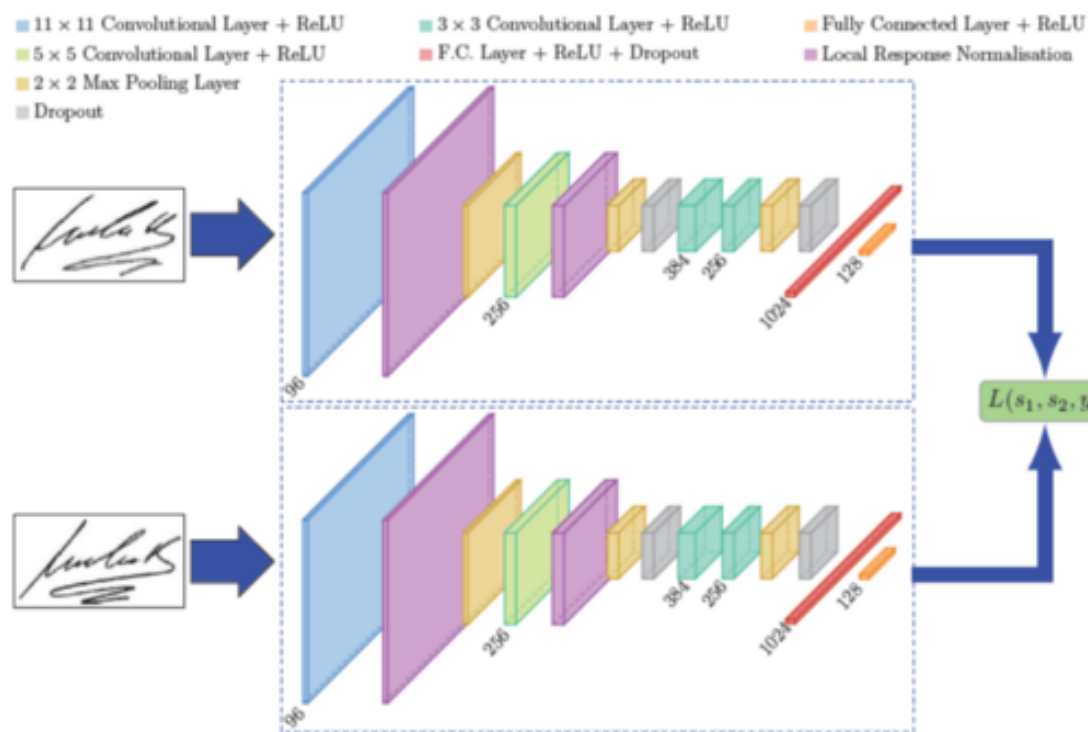 11 × 11 Convolutional Layer + ReLU
3 × 3 Convolutional Layer + ReLU
Fully Connected Layer + ReLU
5 × 5 Convolutional Layer + ReLU
F.C. Layer + ReLU + Dropout
Local Response Normalisation
2 × 2 Max Pooling Layer
Dropout
96
256
384
256
1024
128
L(s₁, s₂, y
96
256
384
256
1024
128